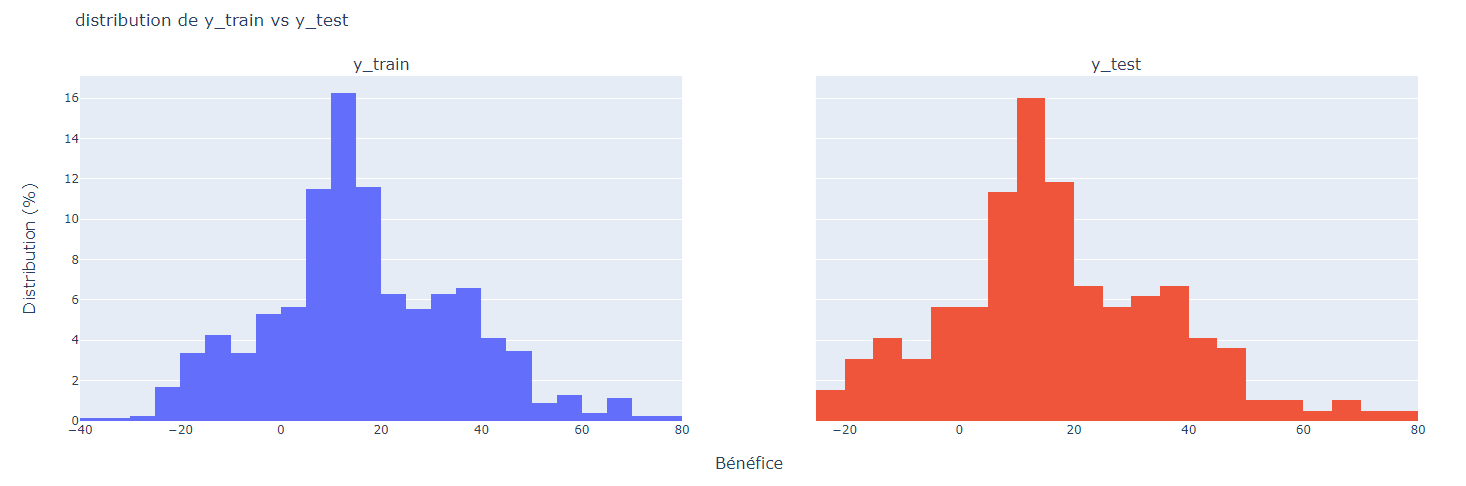 distribution de y_train vs y_test
y_train
y_test
Distribution (%)
16
14
12
10
8
6
4
2
0
−40 −20 0 20 40 60 80
−20 0 20 40 60 80
Bénéfice